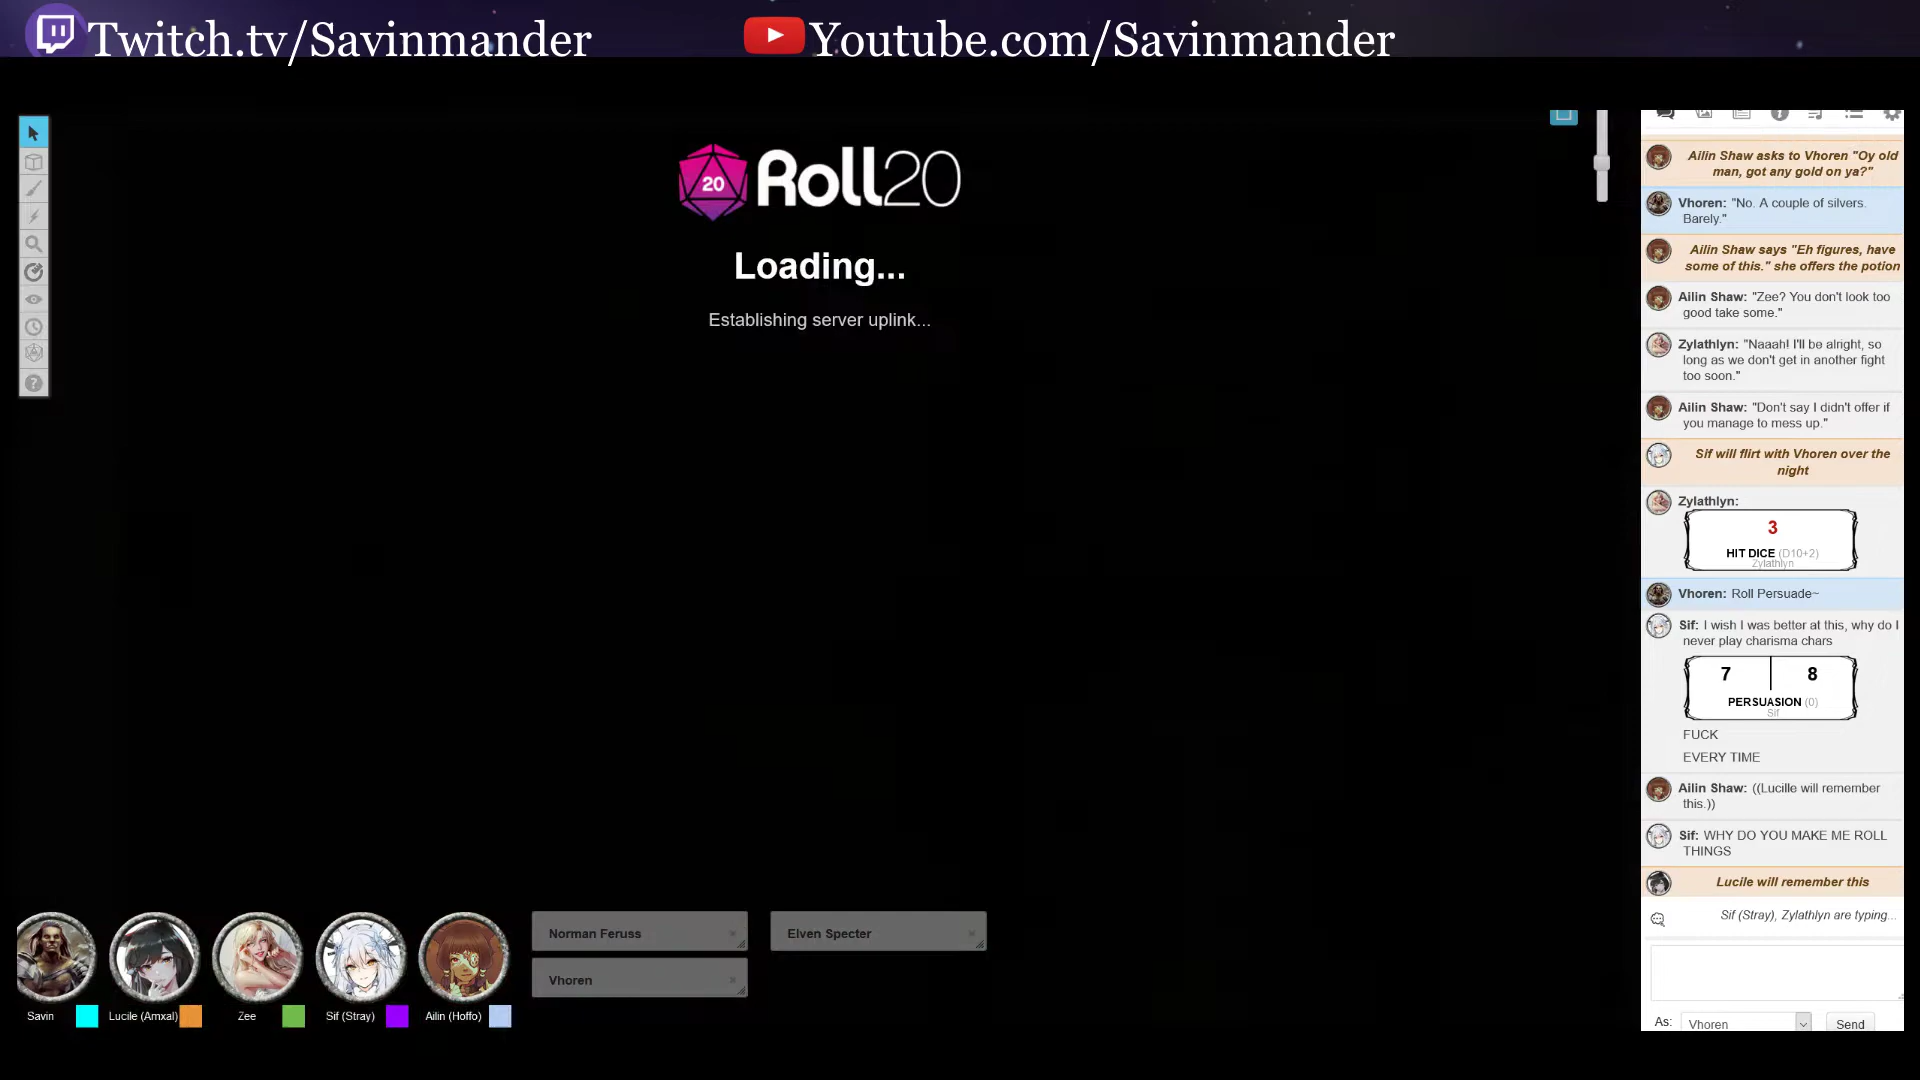 Twitch.tv/Savinmander
Youtube.com/Savinmander
20 Roll20
Loading...
Establishing server uplink...
Ailin Shaw asks to Vhoren "Oy old
man, got any gold on ya?"
Vhoren: "No. A couple of silvers.
Barely."
Ailin Shaw says "Eh figures, have
some of this." she offers the potion
Ailin Shaw: "Zee? You don't look too
good take some."
Zylathlyn: "Naaah! I'll be alright, so
long as we don't get in another fight
too soon."
Ailin Shaw: "Don't say I didn't offer if
you manage to mess up."
Sif will flirt with Vhoren over the
night
Zylathlyn:
3
HIT DICE (D10+2)
Zylathlyn
Vhoren: Roll Persuade~
Sif: I wish I was better at this, why do I
never play charisma chars
7 8
PERSUASION (0)
Sif
FUCK
EVERY TIME
Ailin Shaw: ((Lucille will remember
this.))
Sif: WHY DO YOU MAKE ME ROLL
THINGS
Lucile will remember this
Sif (Stray), Zylathlyn are typing...
As: Vhoren Send
Norman Feruss
Elven Specter
Vhoren
Savin
Lucile (Amxal)
Zee
Sif (Stray)
Ailin (Hoffo)